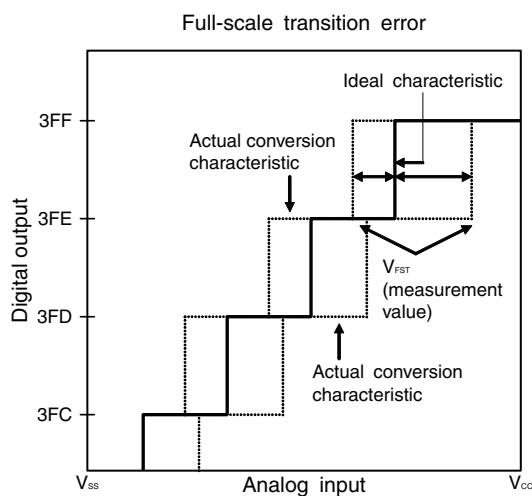 Full-scale transition error
Ideal characteristic
3FF
Actual conversion
characteristic
3FE
VFST
(measurement
value)
Digital output
3FD
Actual conversion
characteristic
3FC
VSS
Analog input
VCC